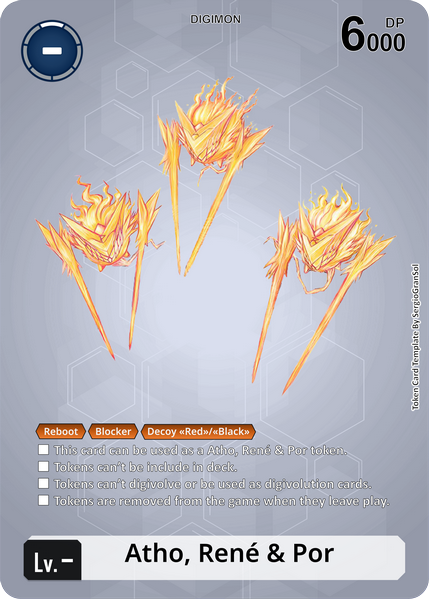 DIGIMON
DP
6000
-
Token Card Template By SergioGranSol
Reboot Blocker Decoy «Red»/«Black»
This card can be used as a Atho, René & Por token.
Tokens can't be include in deck.
Tokens can't digivolve or be used as digivolution cards.
Tokens are removed from the game when they leave play.
Lv.- Atho, René & Por